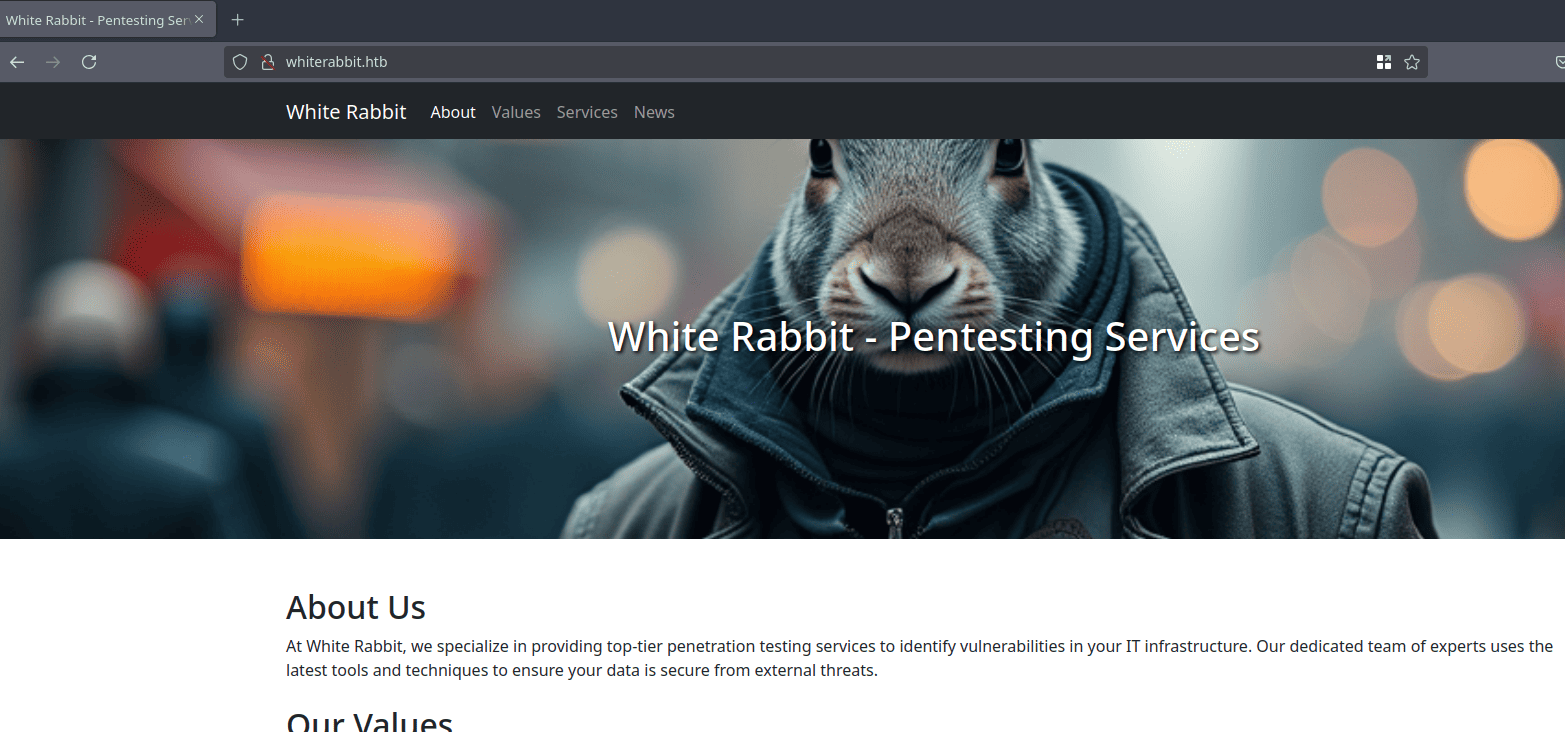 White Rabbit - Pentesting Ser
whiterabbit.htb
White Rabbit About Values Services News
White Rabbit - Pentesting Services
About Us
At White Rabbit, we specialize in providing top-tier penetration testing services to identify vulnerabilities in your IT infrastructure. Our dedicated team of experts uses the
latest tools and techniques to ensure your data is secure from external threats.
Our Values